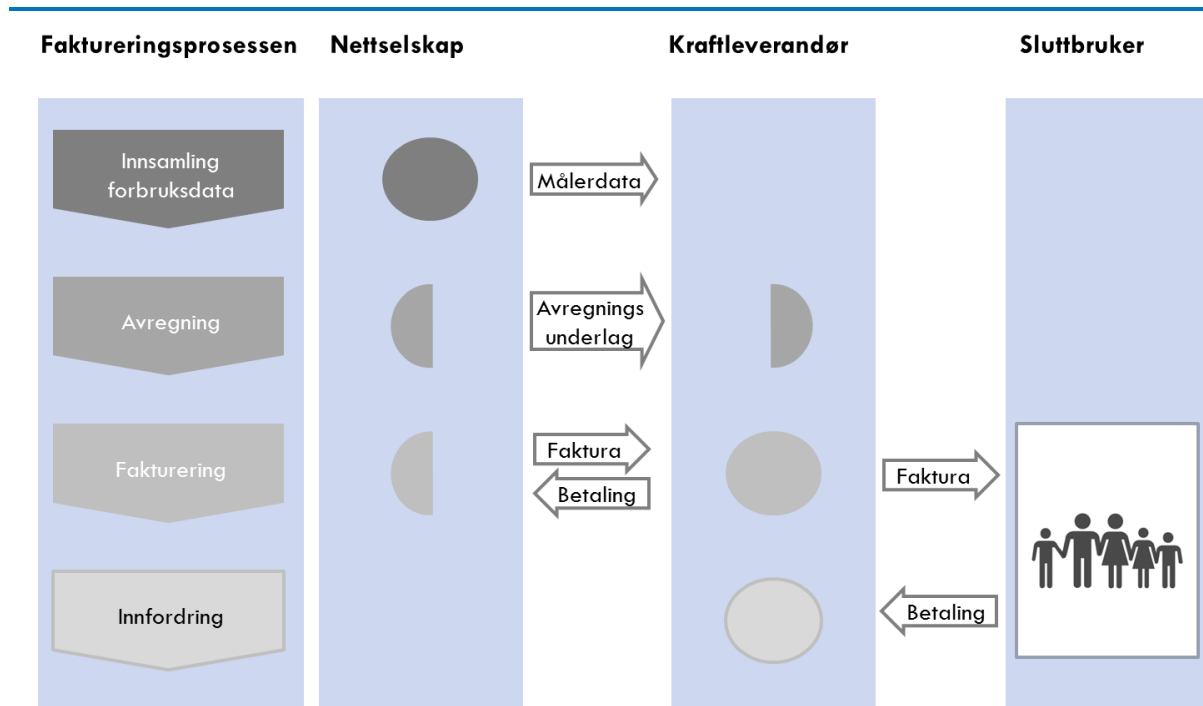 Faktureringsprosessen
Nettselskap
Kraftleverandør
Sluttbruker
Innsamling
forbruksdata
Målerdata
Avregning
Avregnings
underlag
Fakturering
Faktura
Betaling
Faktura
Innfordring
Betaling